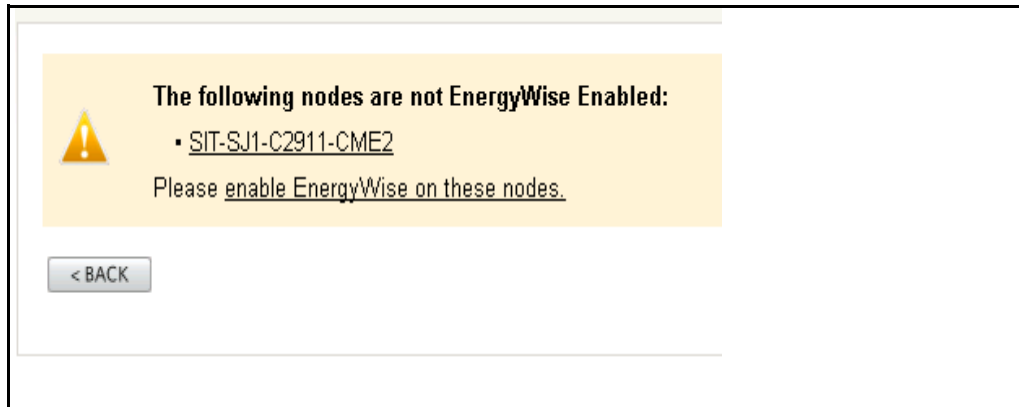 The following nodes are not EnergyWise Enabled:
▪ SIT-SJ1-C2911-CME2
Please enable EnergyWise on these nodes.
< BACK